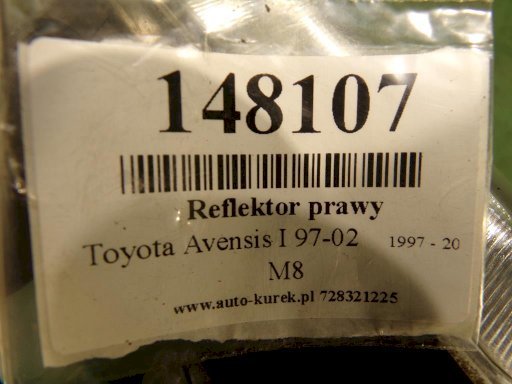 148107
Reflektor prawy
Toyota Avensis I 97-02 1997 - 20
M8
www.auto-kurek.pl 728321225